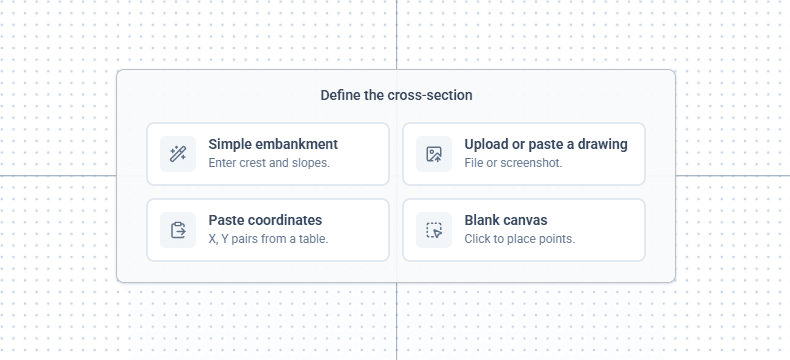 Define the cross-section
Simple embankment
Enter crest and slopes.
Upload or paste a drawing
File or screenshot.
Paste coordinates
X, Y pairs from a table.
Blank canvas
Click to place points.